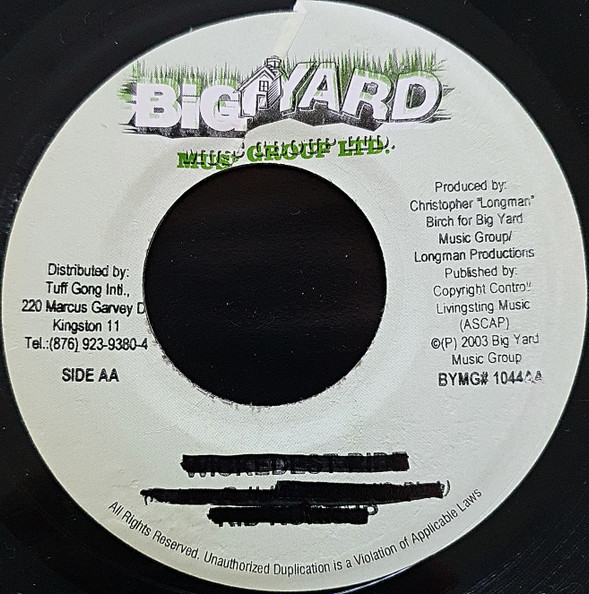 BiG YARD
MUSIC GROUP LTD.
Produced by:
Christopher "Longman"
Birch for Big Yard
Music Group/
Longman Productions
Published by:
Copyright Control/
Livingsting Music
(ASCAP)
©(P) 2003 Big Yard
Music Group
BYMG# 1044AA
Distributed by:
Tuff Gong Intl.,
220 Marcus Garvey D
Kingston 11
Tel.:(876) 923-9380-4
SIDE AA
WICKEDEST RIDE
All Rights Reserved. Unauthorized Duplication is a Violation of Applicable Laws